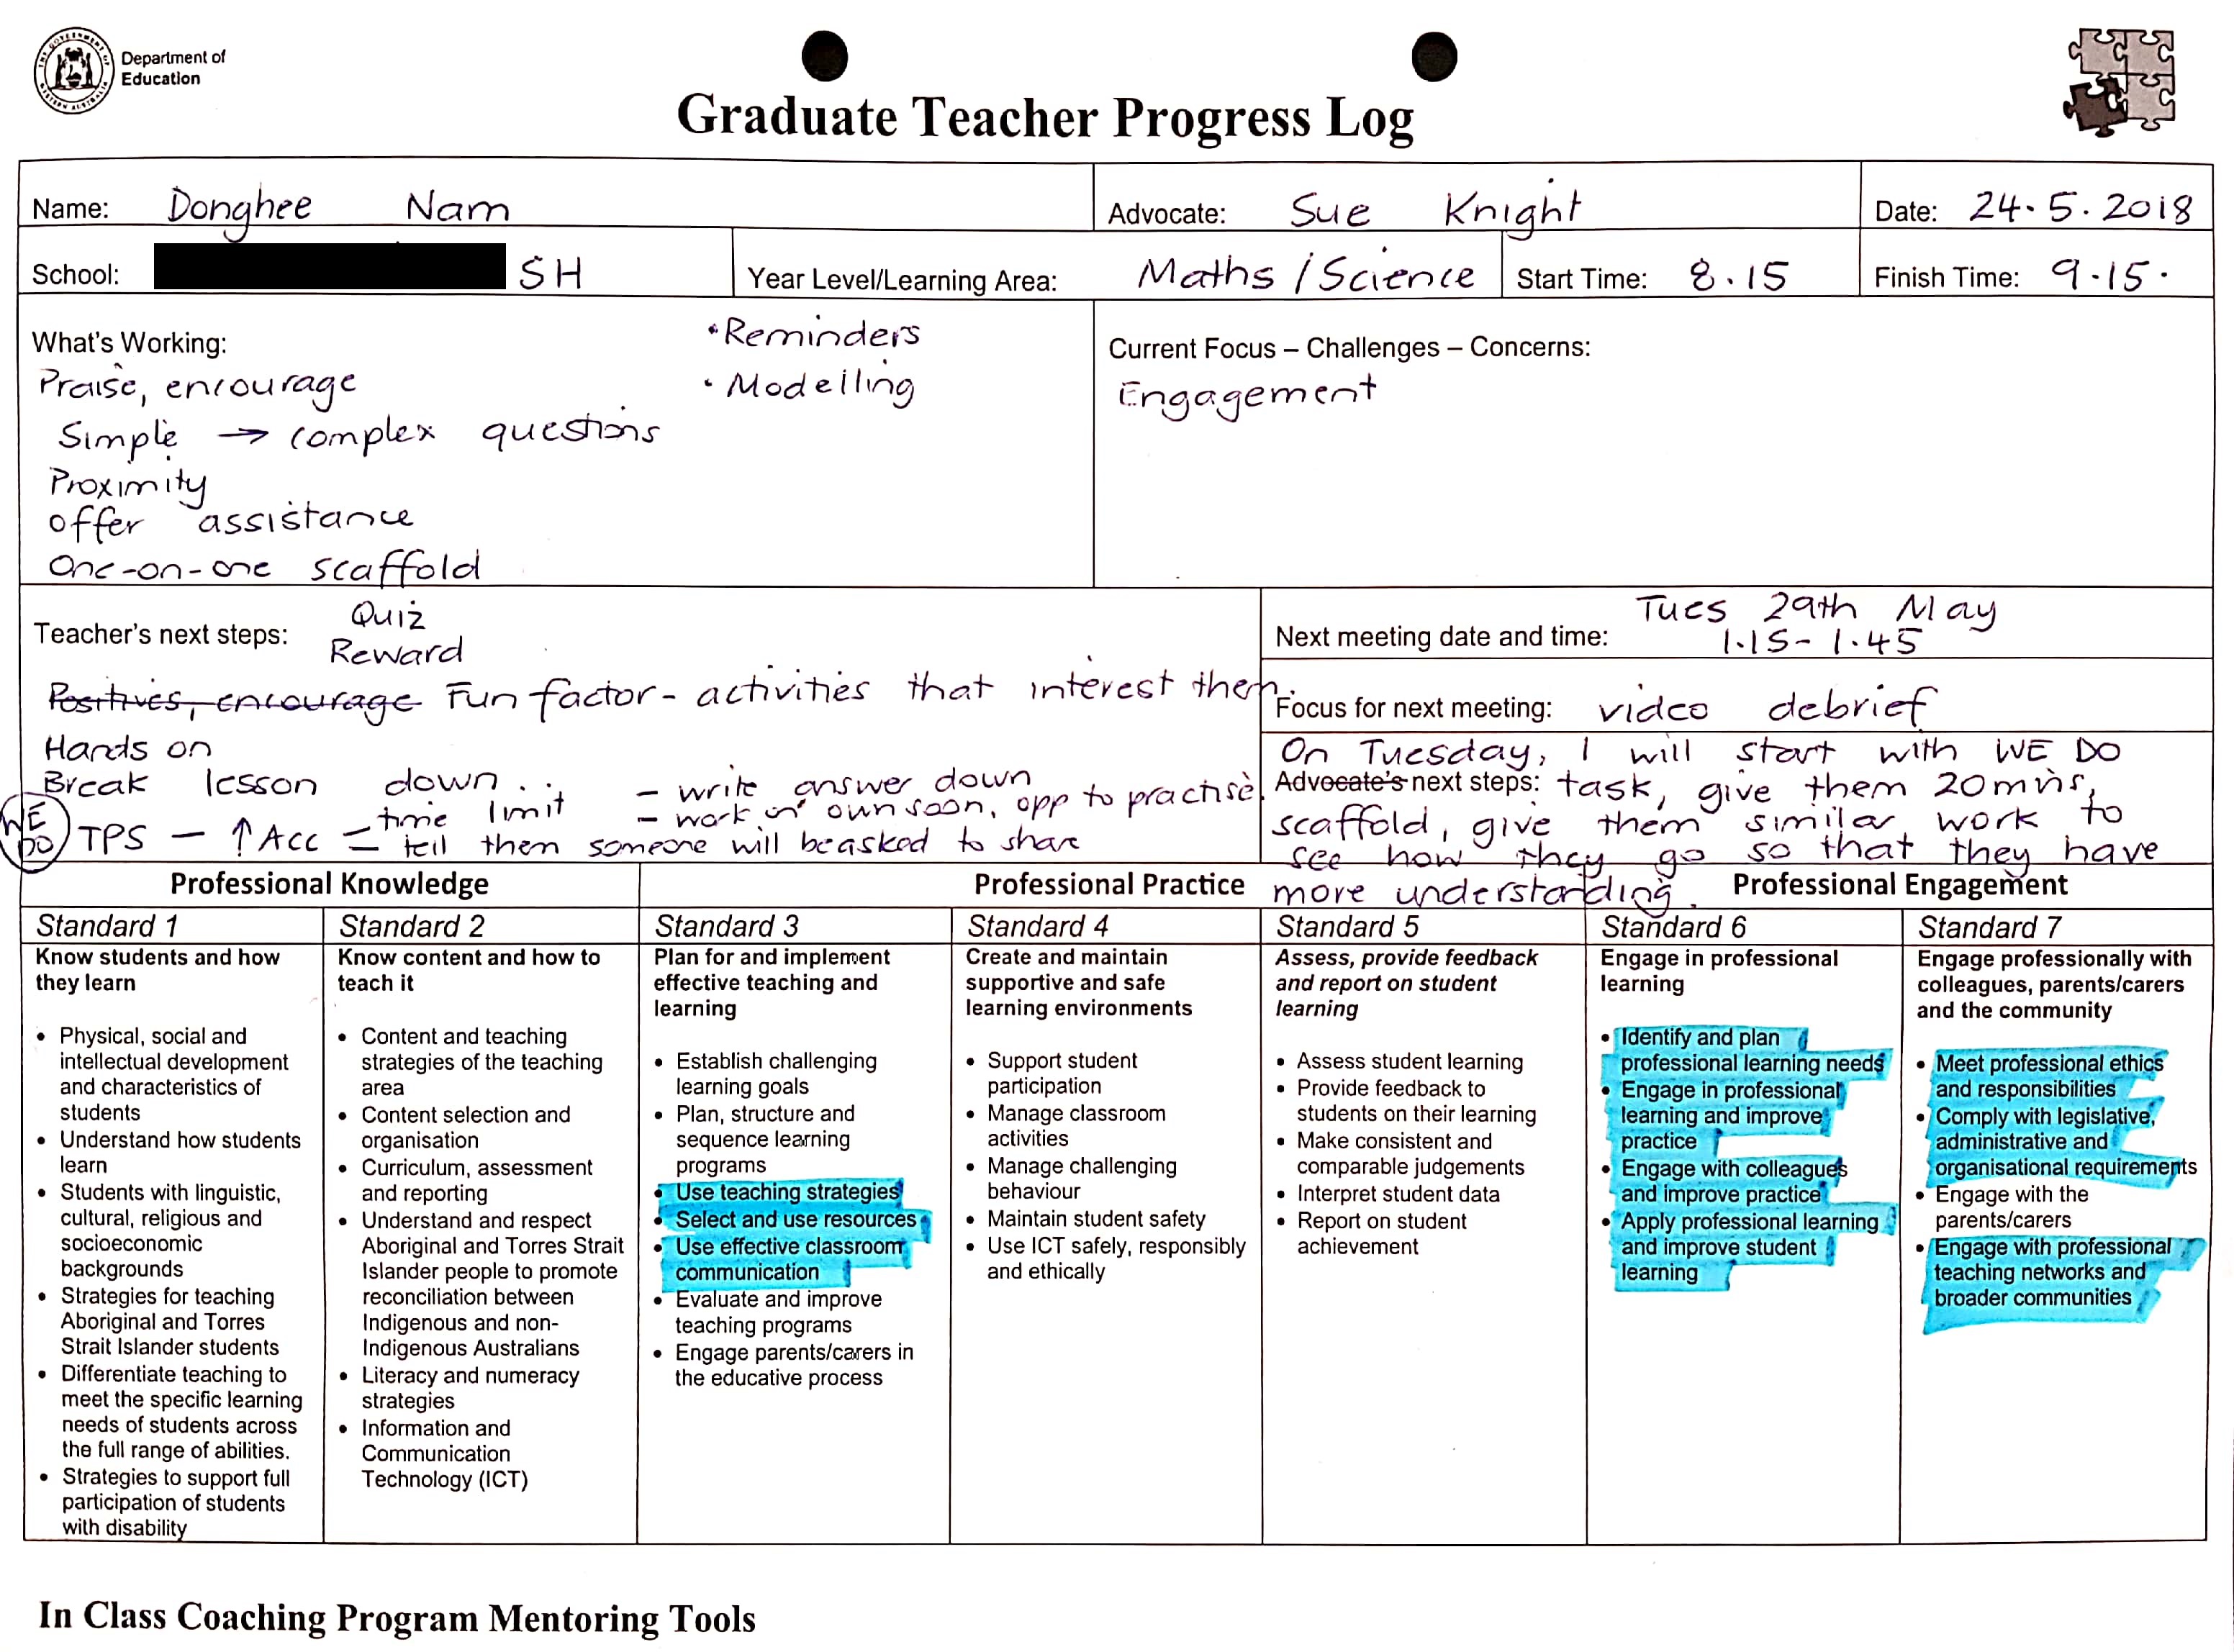 Department of
Education
Graduate Teacher Progress Log
Name: Donghee Nam
Advocate: Sue Knight
Date: 24.5.2018
School: SH
Year Level/Learning Area: Maths / Science
Start Time: 8.15
Finish Time: 9.15.
What's Working:
• Reminders
• Modelling
Praise, encourage
Simple → complex questions
Proximity
offer assistance
One-on-one scaffold
Current Focus – Challenges – Concerns:
Engagement
Teacher's next steps:
Quiz
Reward
Positives, encourage Fun factor - activities that interest them.
Hands on
Break lesson down
WE DO
TPS – ↑ Acc
– time limit
– tell them someone will be asked to share
– write answer down
– work on own soon, opp to practise
Next meeting date and time: Tues 29th May
1.15 - 1.45
Focus for next meeting: video debrief
Advocate's next steps:
On Tuesday, I will start with WE DO
task, give them 20 mins,
scaffold, give them similar work to
see how they go so that they have
more understanding.
Professional Knowledge
Professional Practice
Professional Engagement
Standard 1
Know students and how
they learn
• Physical, social and
intellectual development
and characteristics of
students
• Understand how students
learn
• Students with linguistic,
cultural, religious and
socioeconomic
backgrounds
• Strategies for teaching
Aboriginal and Torres
Strait Islander students
• Differentiate teaching to
meet the specific learning
needs of students across
the full range of abilities.
• Strategies to support full
participation of students
with disability
Standard 2
Know content and how to
teach it
• Content and teaching
strategies of the teaching
area
• Content selection and
organisation
• Curriculum, assessment
and reporting
• Understand and respect
Aboriginal and Torres Strait
Islander people to promote
reconciliation between
Indigenous and non-
Indigenous Australians
• Literacy and numeracy
strategies
• Information and
Communication
Technology (ICT)
Standard 3
Plan for and implement
effective teaching and
learning
• Establish challenging
learning goals
• Plan, structure and
sequence learning
programs
• Use teaching strategies
• Select and use resources
• Use effective classroom
communication
• Evaluate and improve
teaching programs
• Engage parents/carers in
the educative process
Standard 4
Create and maintain
supportive and safe
learning environments
• Support student
participation
• Manage classroom
activities
• Manage challenging
behaviour
• Maintain student safety
• Use ICT safely, responsibly
and ethically
Standard 5
Assess, provide feedback
and report on student
learning
• Assess student learning
• Provide feedback to
students on their learning
• Make consistent and
comparable judgements
• Interpret student data
• Report on student
achievement
Standard 6
Engage in professional
learning
• Identify and plan
professional learning needs
• Engage in professional
learning and improve
practice
• Engage with colleagues
and improve practice
• Apply professional learning
and improve student
learning
Standard 7
Engage professionally with
colleagues, parents/carers
and the community
• Meet professional ethics
and responsibilities
• Comply with legislative,
administrative and
organisational requirements
• Engage with the
parents/carers
• Engage with professional
teaching networks and
broader communities
In Class Coaching Program Mentoring Tools